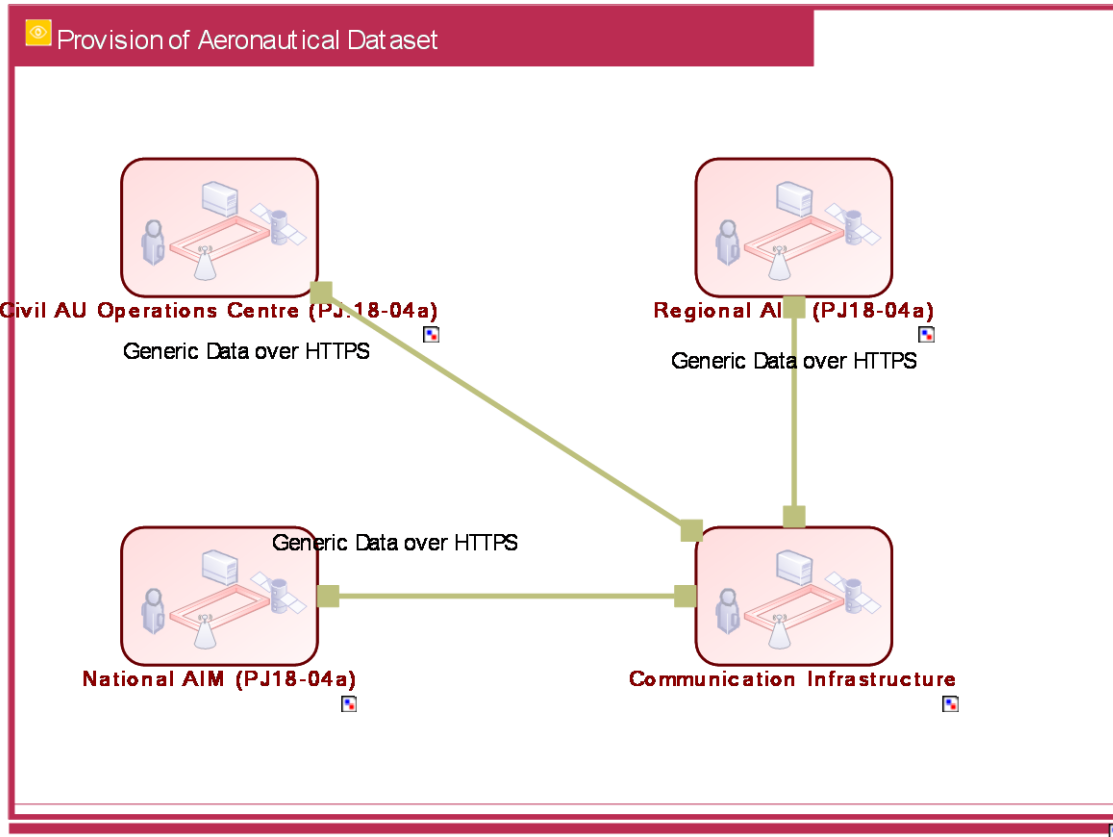 Provision of Aeronautical Dataset
Civil AU Operations Centre (PJ.18-04a)
Generic Data over HTTPS
Regional AI (PJ18-04a)
Generic Data over HTTPS
Generic Data over HTTPS
National AIM (PJ18-04a)
Communication Infrastructure